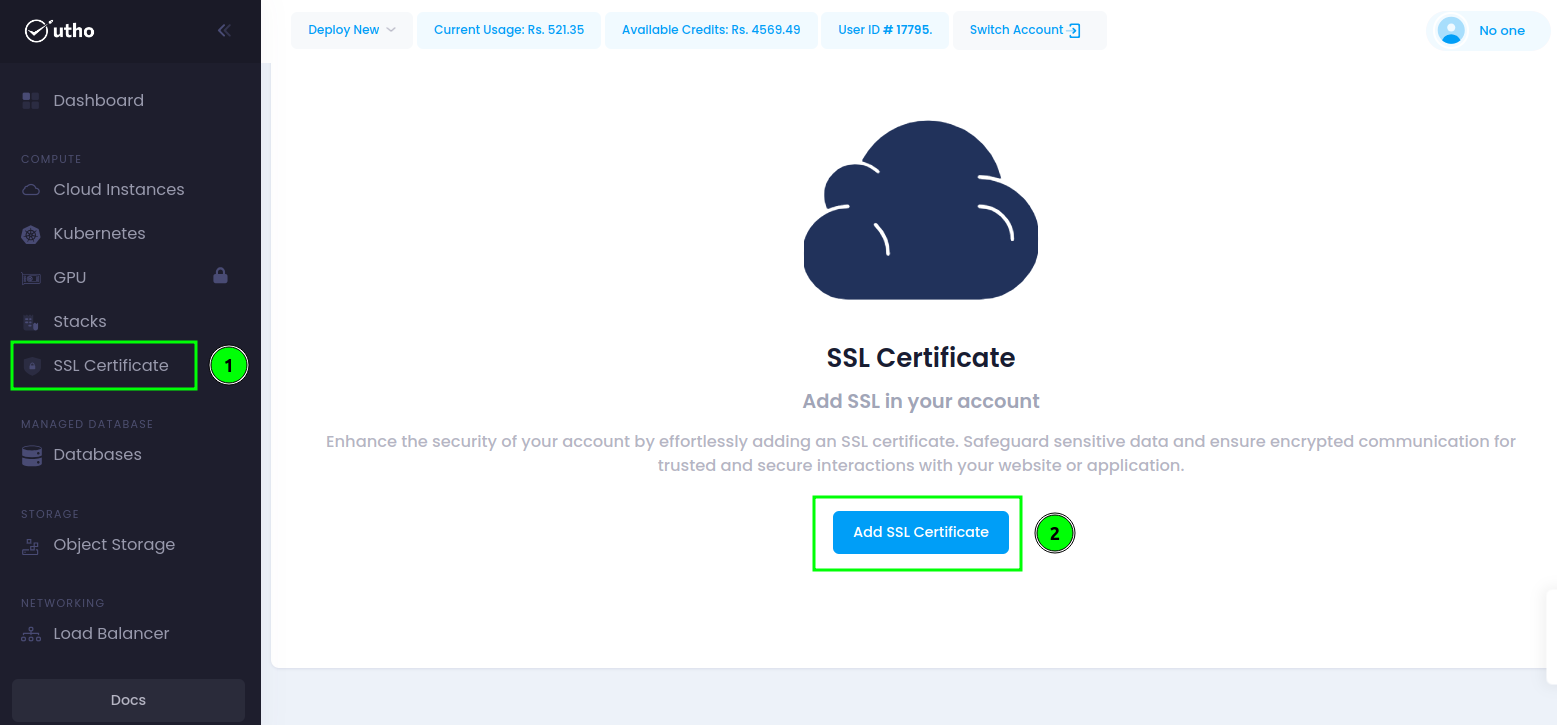 utho
Deploy New
Current Usage: Rs. 521.35
Available Credits: Rs. 4569.49
User ID # 17795.
Switch Account
No one
Dashboard
COMPUTE
Cloud Instances
Kubernetes
GPU
Stacks
SSL Certificate
1
MANAGED DATABASE
Databases
STORAGE
Object Storage
NETWORKING
Load Balancer
Docs
SSL Certificate
Add SSL in your account
Enhance the security of your account by effortlessly adding an SSL certificate. Safeguard sensitive data and ensure encrypted communication for
trusted and secure interactions with your website or application.
Add SSL Certificate
2